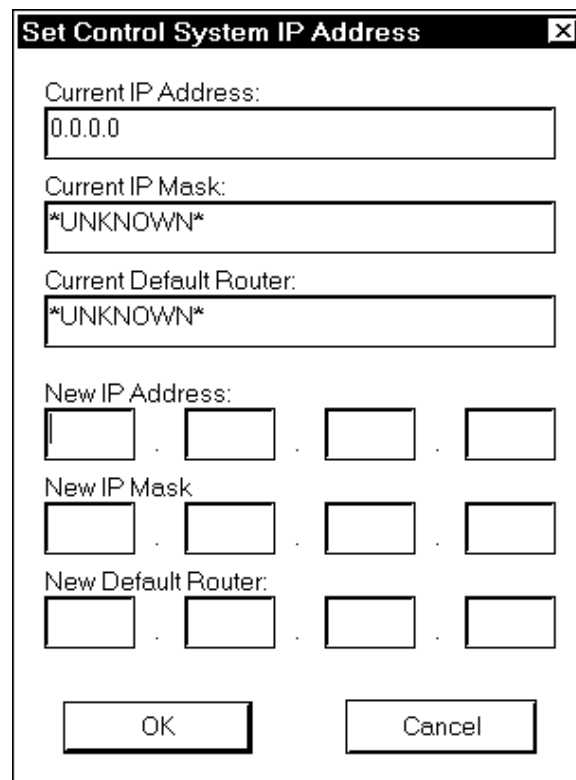 Set Control System IP Address
Current IP Address:
0.0.0.0
Current IP Mask:
*UNKNOWN*
Current Default Router:
*UNKNOWN*
New IP Address:
. . .
New IP Mask
. . .
New Default Router:
. . .
OK Cancel